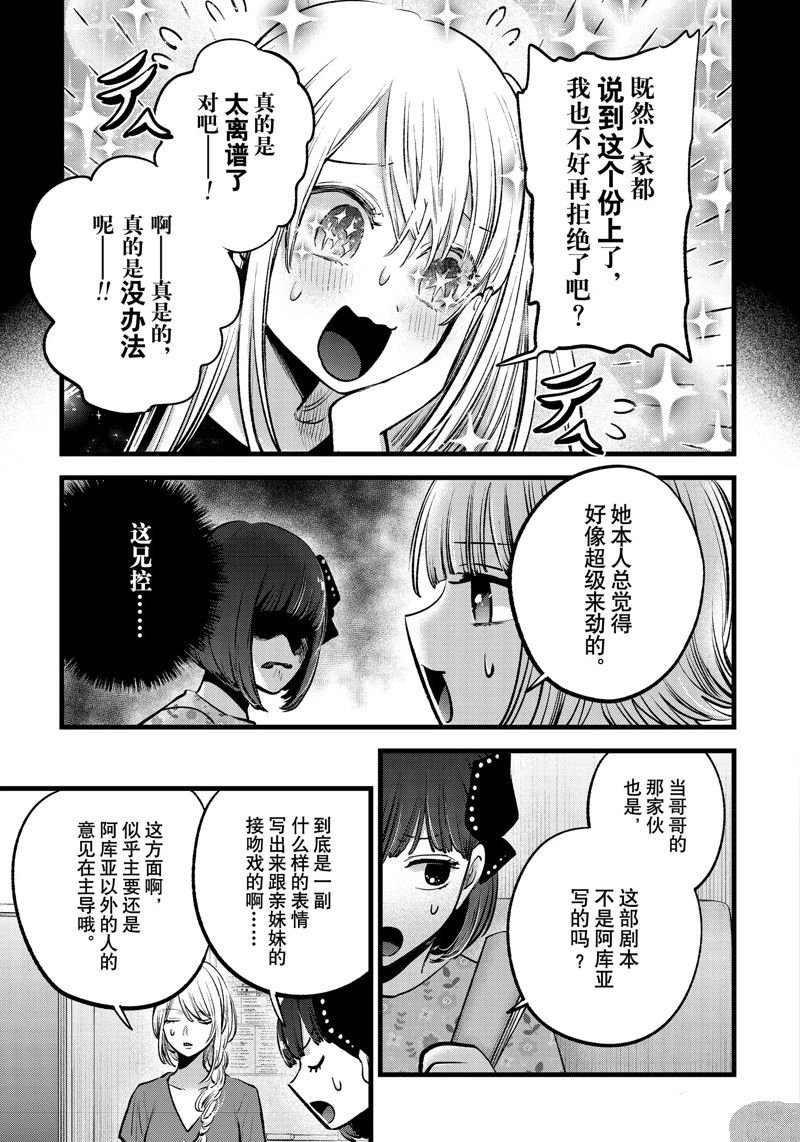 既然人家都
说到这个份上了，
我也不好再拒绝了吧？
真的是
太离谱了
对吧——！
啊——真是的，
真的是没办法
呢——!!
テへ
テへ
她本人总觉得
好像超级来劲的。
这兄控……
当哥哥的
那家伙
也是，
这部剧本
不是阿库亚
写的吗？
到底是一副
什么样的表情
写出来跟亲妹妹的
接吻戏的啊……
这方面啊，
似乎主要还是
阿库亚以外的人的
意见在主导哦。